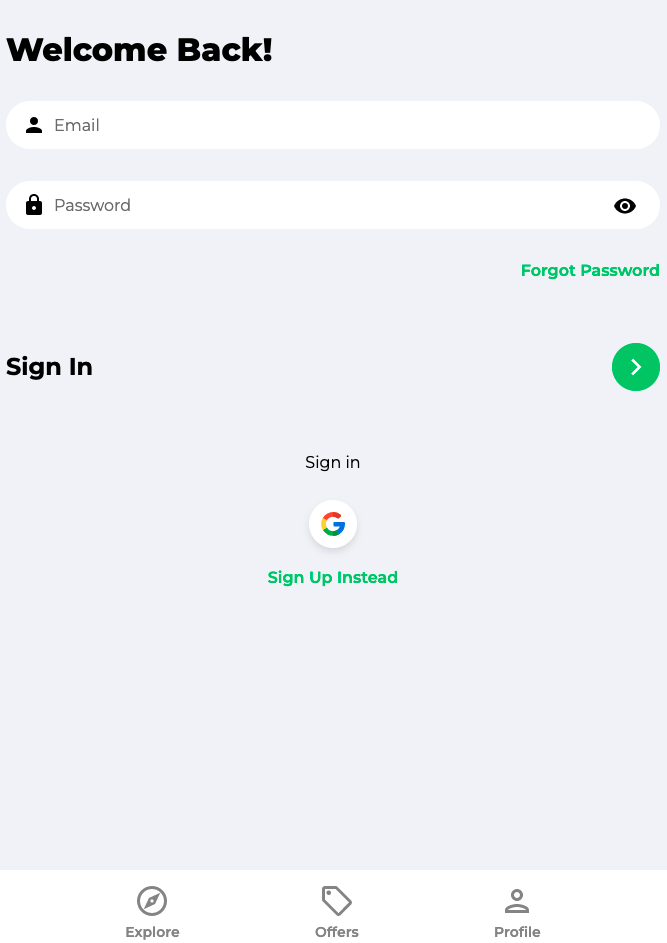 Welcome Back!
Email
Password
Forgot Password
Sign In
Sign in
Sign Up Instead
Explore
Offers
Profile